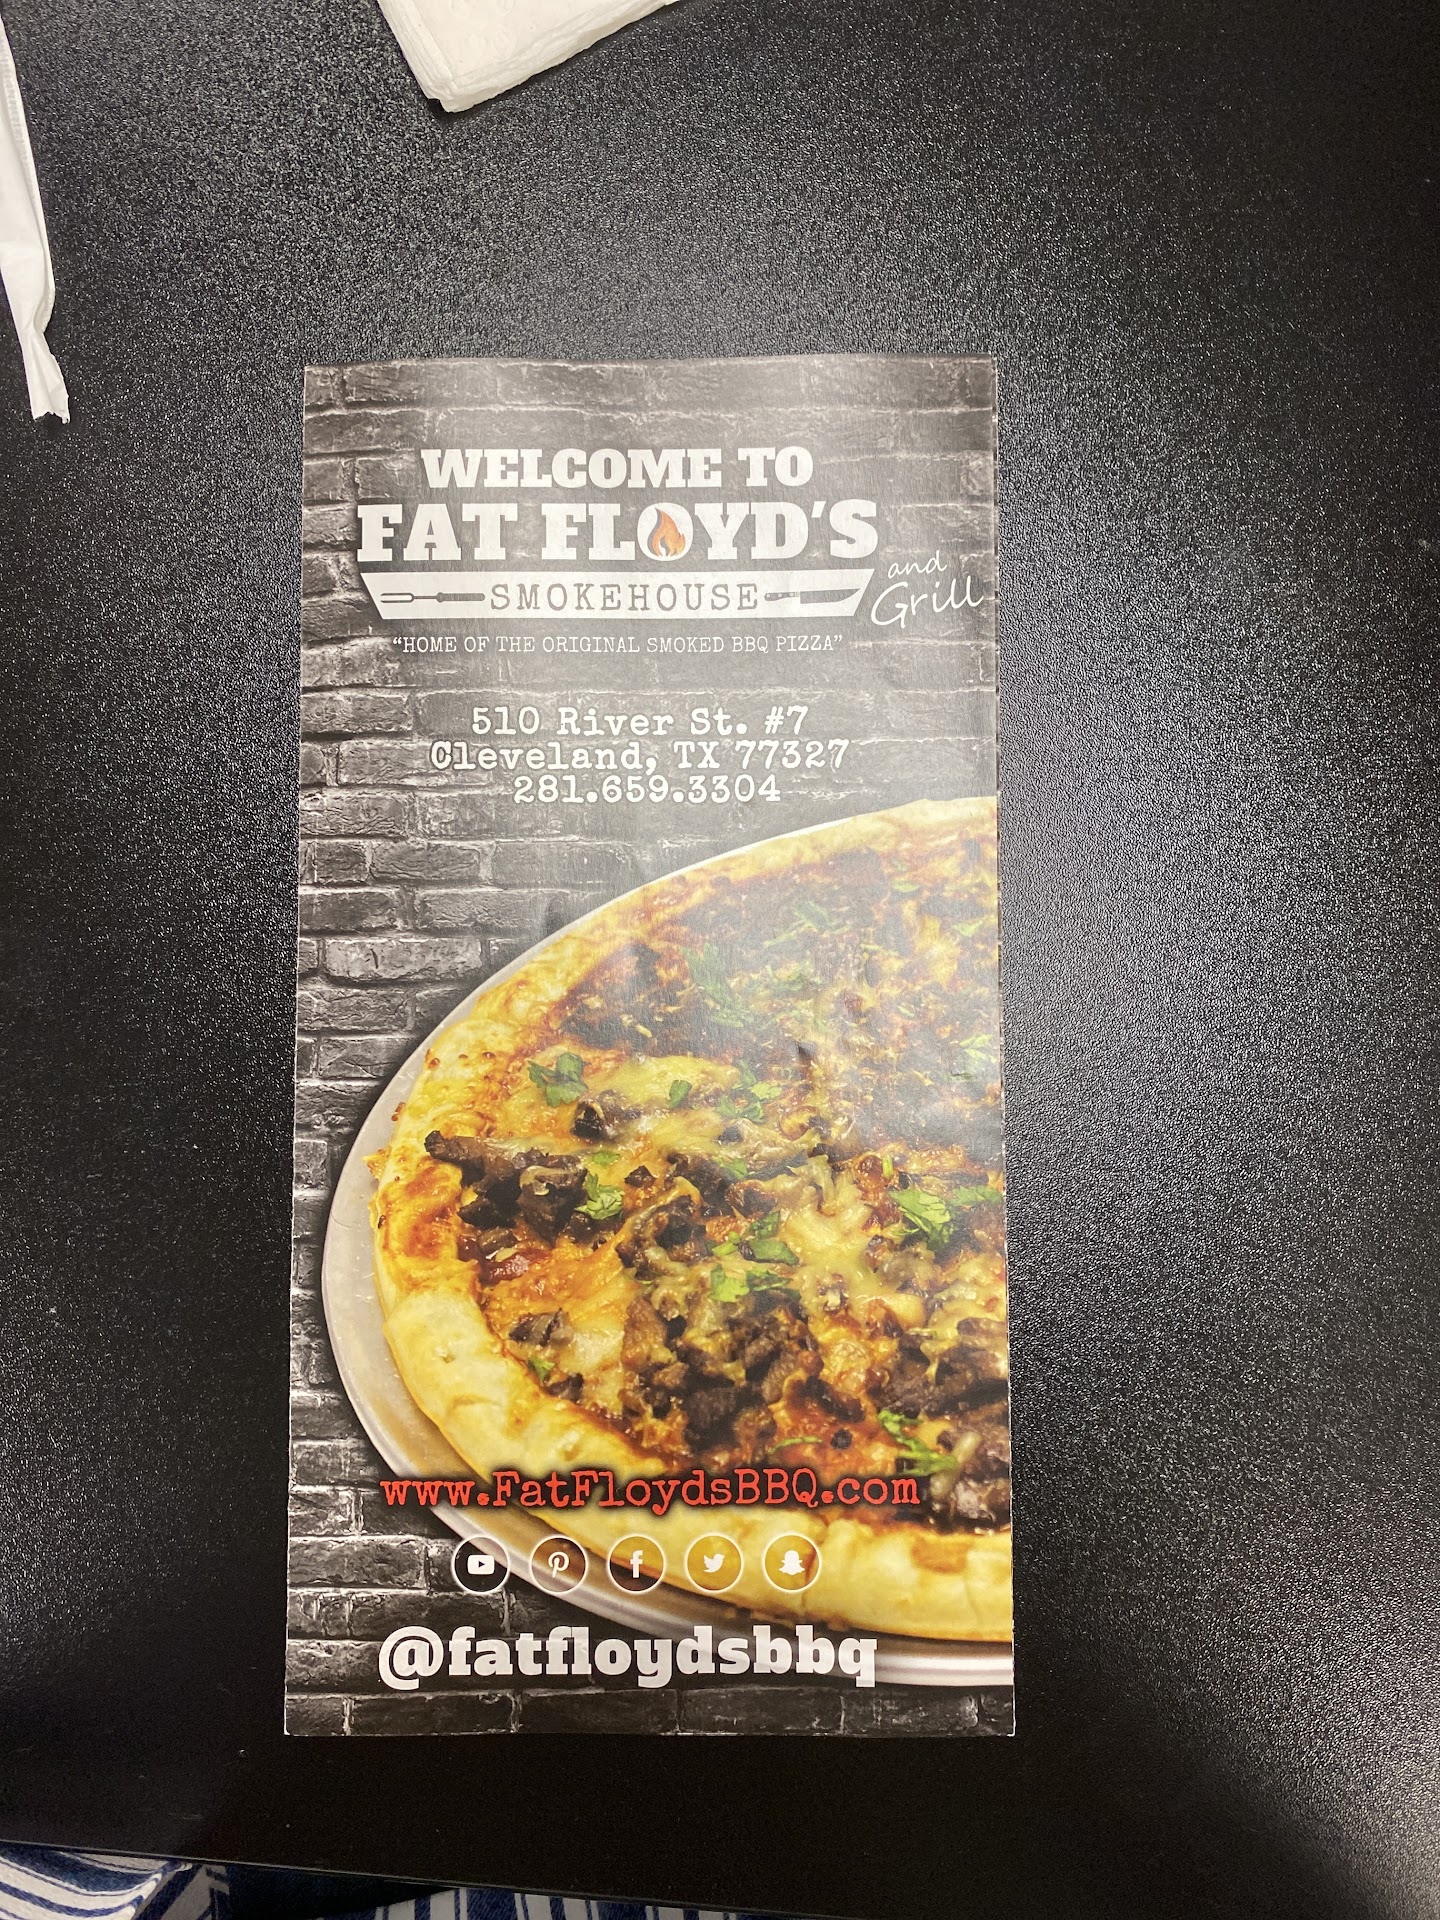 WELCOME TO
FAT FLOYD'S
SMOKEHOUSE
and
Grill
“HOME OF THE ORIGINAL SMOKED BBQ PIZZA”
510 River St. #7
Cleveland, TX 77327
281.659.3304
www.FatFloydsBBQ.com
@fatfloydsbbq